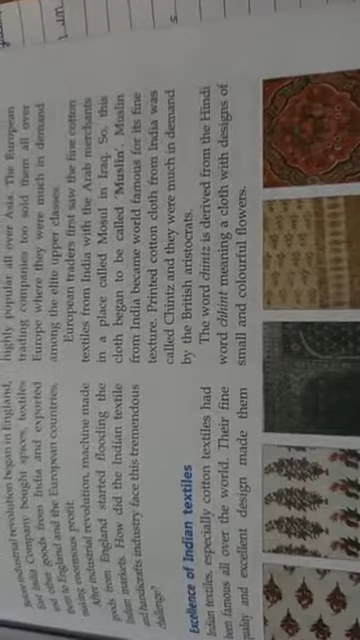 industrial revolution began in England,
East India Company bought spices, textiles
and other goods from India and exported
them to England and the European countries,
making enormous profit.
After industrial revolution, machine made
goods from England started flooding the
Indian markets. How did the Indian textile
and handicrafts industry face this tremendous
challenge?
Excellence of Indian textiles
Indian textiles, especially cotton textiles had
been famous all over the world. Their fine
quality and excellent design made them
highly popular all over Asia. The European
trading companies too sold them all over
Europe where they were much in demand
among the elite upper classes.
European traders first saw the fine cotton
textiles from India with the Arab merchants
in a place called Mosul in Iraq. So, this
cloth began to be called 'Muslin'. Muslin
from India became world famous for its fine
texture. Printed cotton cloth from India was
called Chintz and they were much in demand
by the British aristocrats.
The word chintz is derived from the Hindi
word chhint meaning a cloth with designs of
small and colourful flowers.